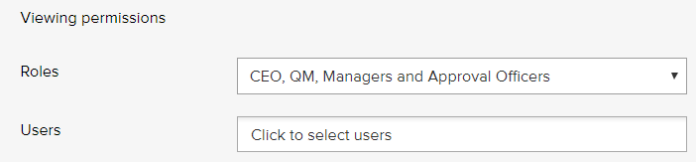 Viewing permissions
Roles
CEO, QM, Managers and Approval Officers
Users
Click to select users